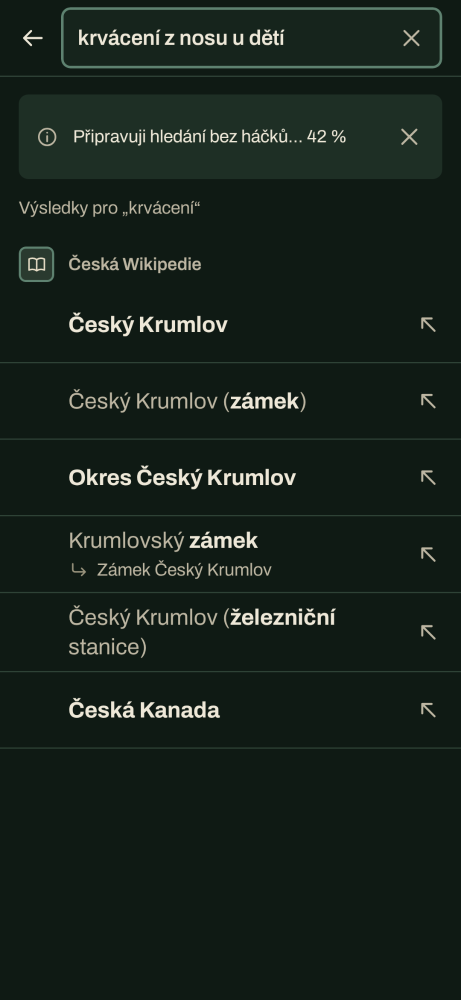 krvácení z nosu u dětí
Připravuji hledání bez háčků… 42 %
Výsledky pro „krvácení“
Česká Wikipedie
Český Krumlov
Český Krumlov (zámek)
Okres Český Krumlov
Krumlovský zámek
Zámek Český Krumlov
Český Krumlov (železniční
stanice)
Česká Kanada